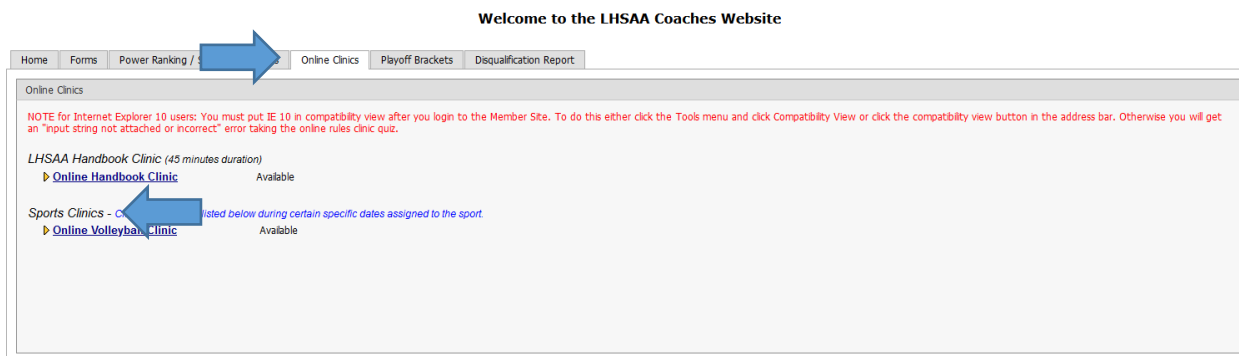 Welcome to the LHSAA Coaches Website
Home Forms Power Ranking / Online Clinics Playoff Brackets Disqualification Report
Online Clinics
NOTE for Internet Explorer 10 users: You must put IE 10 in compatibility view after you login to the Member Site. To do this either click the Tools menu and click Compatibility View or click the compatibility view button in the address bar. Otherwise you will get
an "input string not attached or incorrect" error taking the online rules clinic quiz.
LHSAA Handbook Clinic (45 minutes duration)
Online Handbook Clinic Available
Sports Clinics - listed below during certain specific dates assigned to the sport.
Online Volleyball Clinic Available